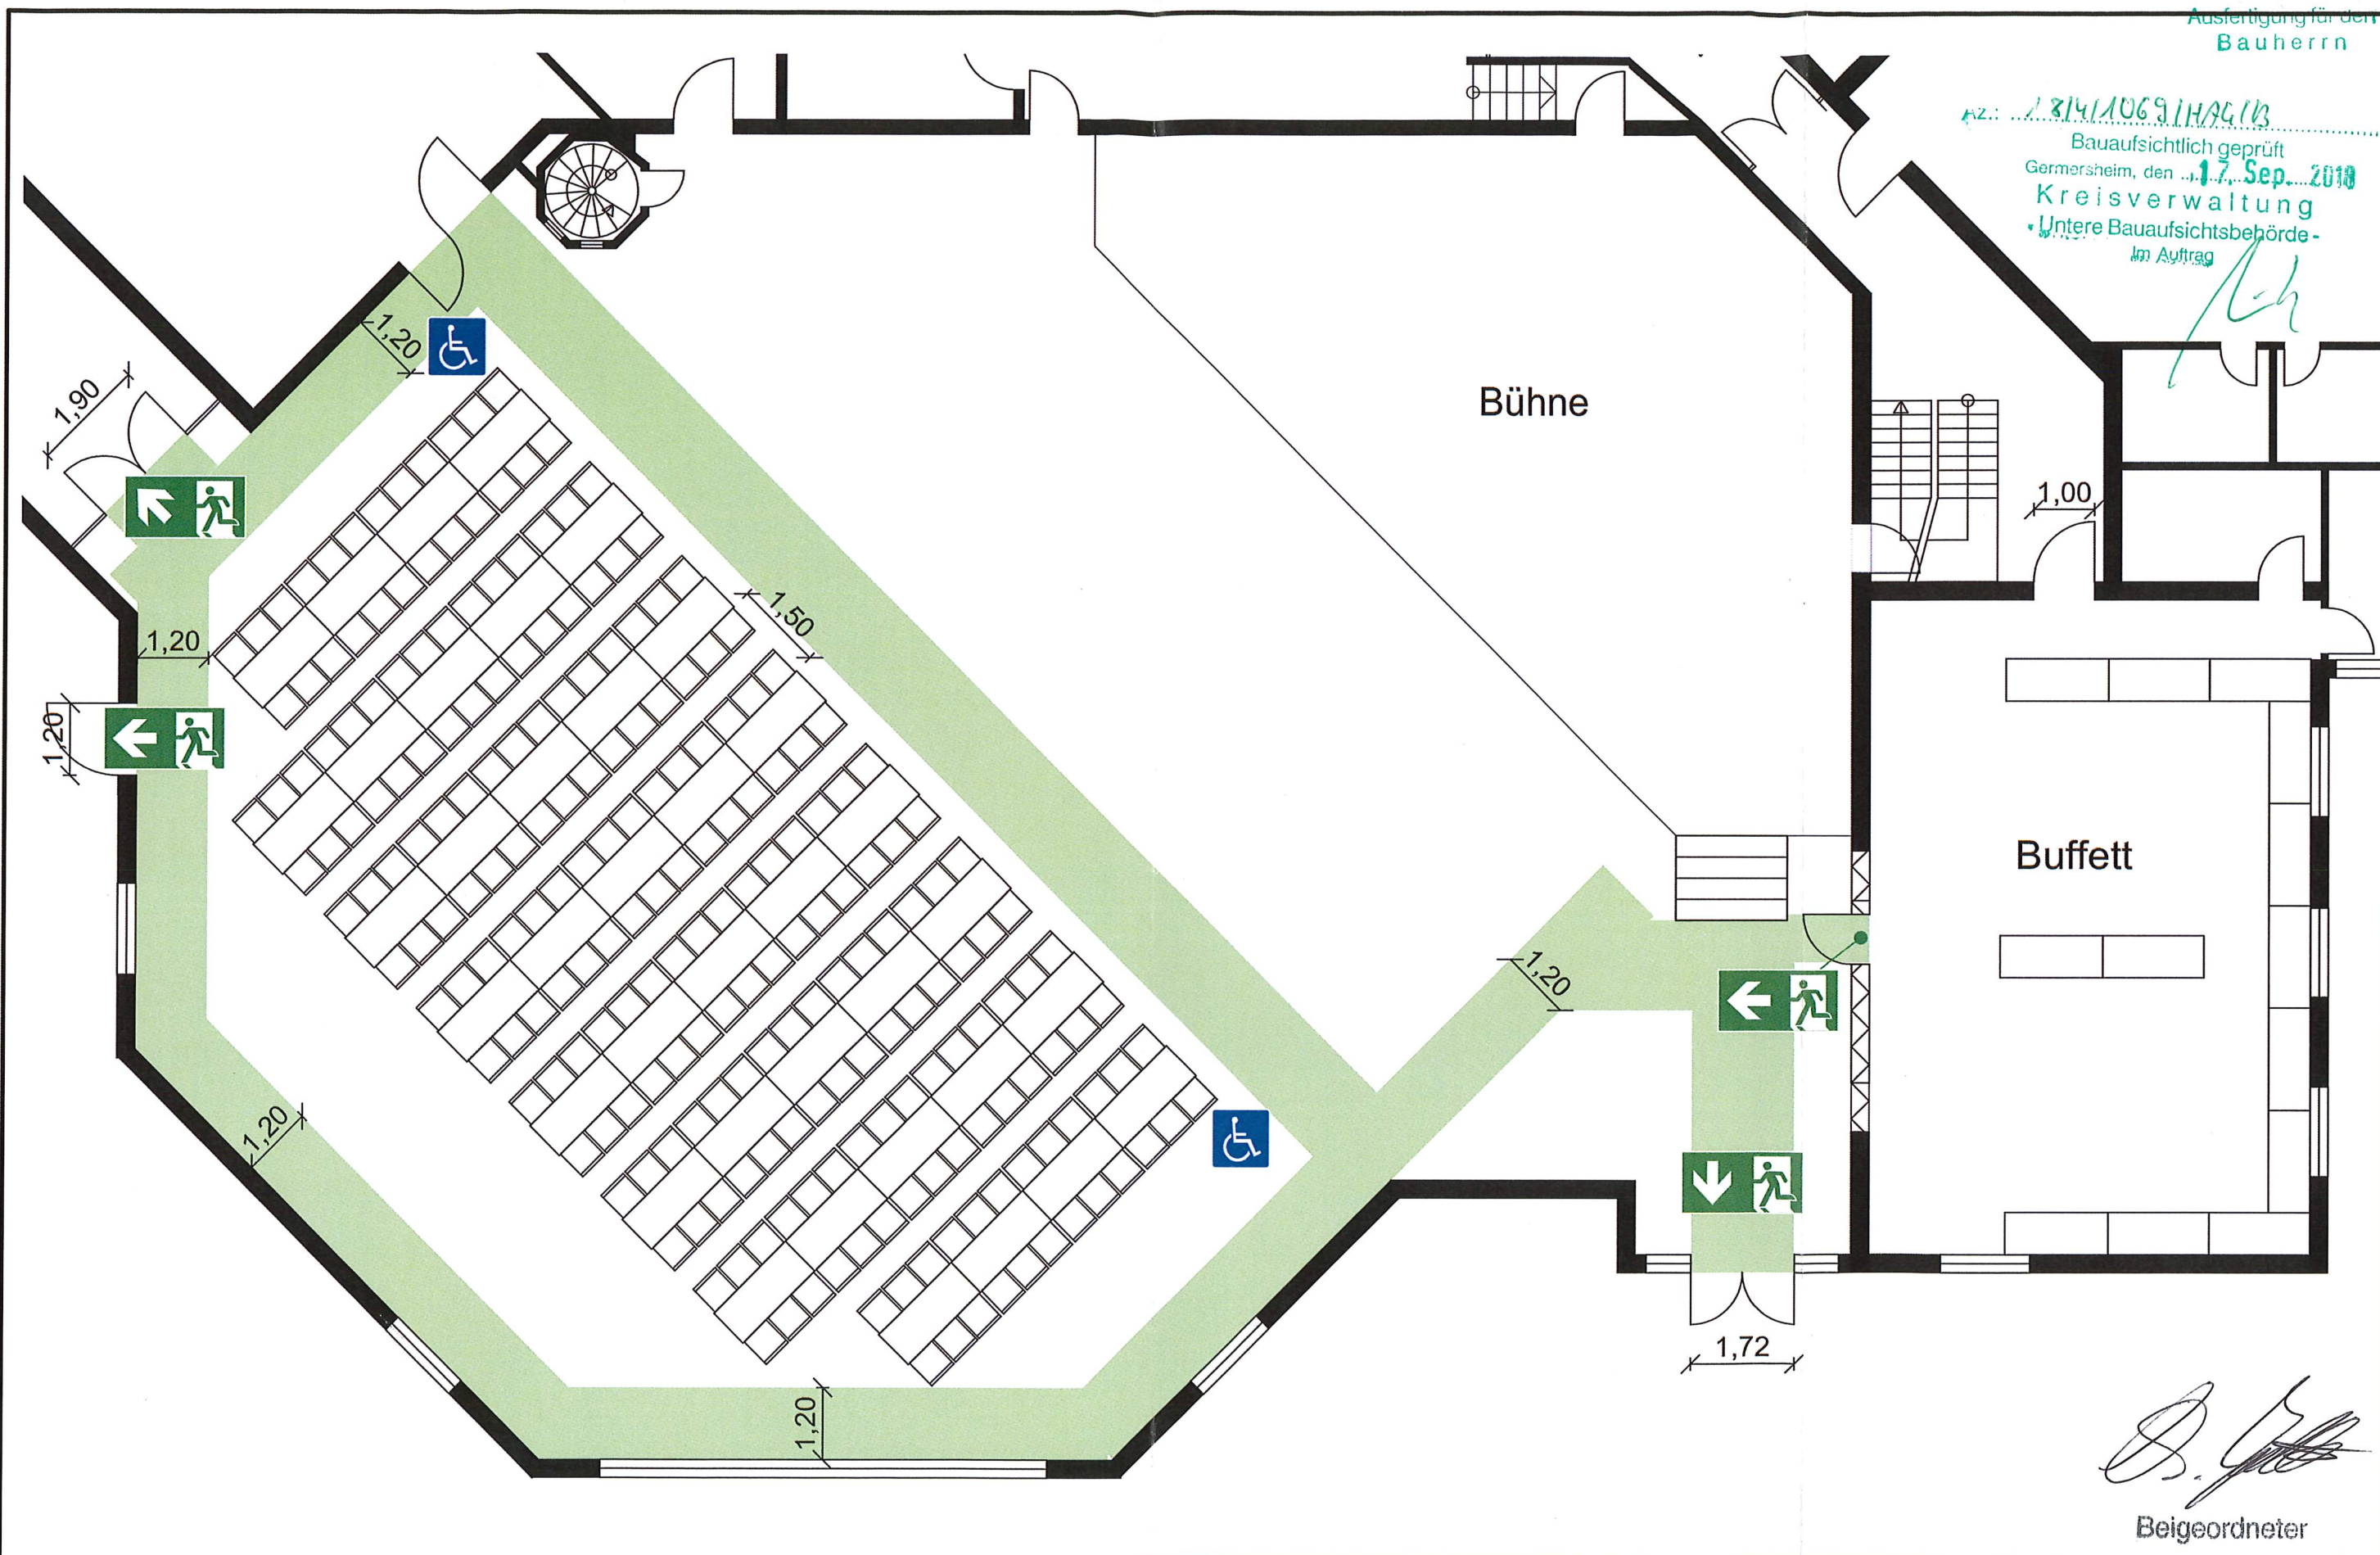 Ausfertigung für den
Bauherrn
Az.: 18/4/1069/HAG/B
Bauaufsichtlich geprüft
Germersheim, den 17. Sep. 2018
Kreisverwaltung
- Untere Bauaufsichtsbehörde -
Im Auftrag
1,20
1,90
Bühne
1,00
1,50
1,20
1,20
Buffett
1,20
1,20
1,72
1,20
Beigeordneter